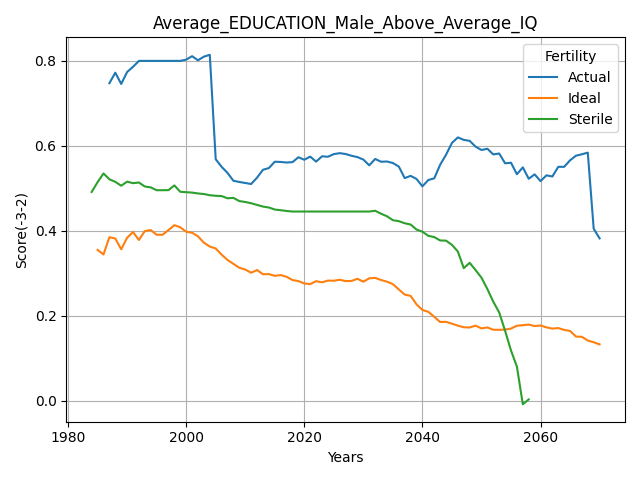 Average_EDUCATION_Male_Above_Average_IQ
Fertility
Actual
Ideal
Sterile
Score(-3-2)
0.8
0.6
0.4
0.2
0.0
1980
2000
2020
2040
2060
Years